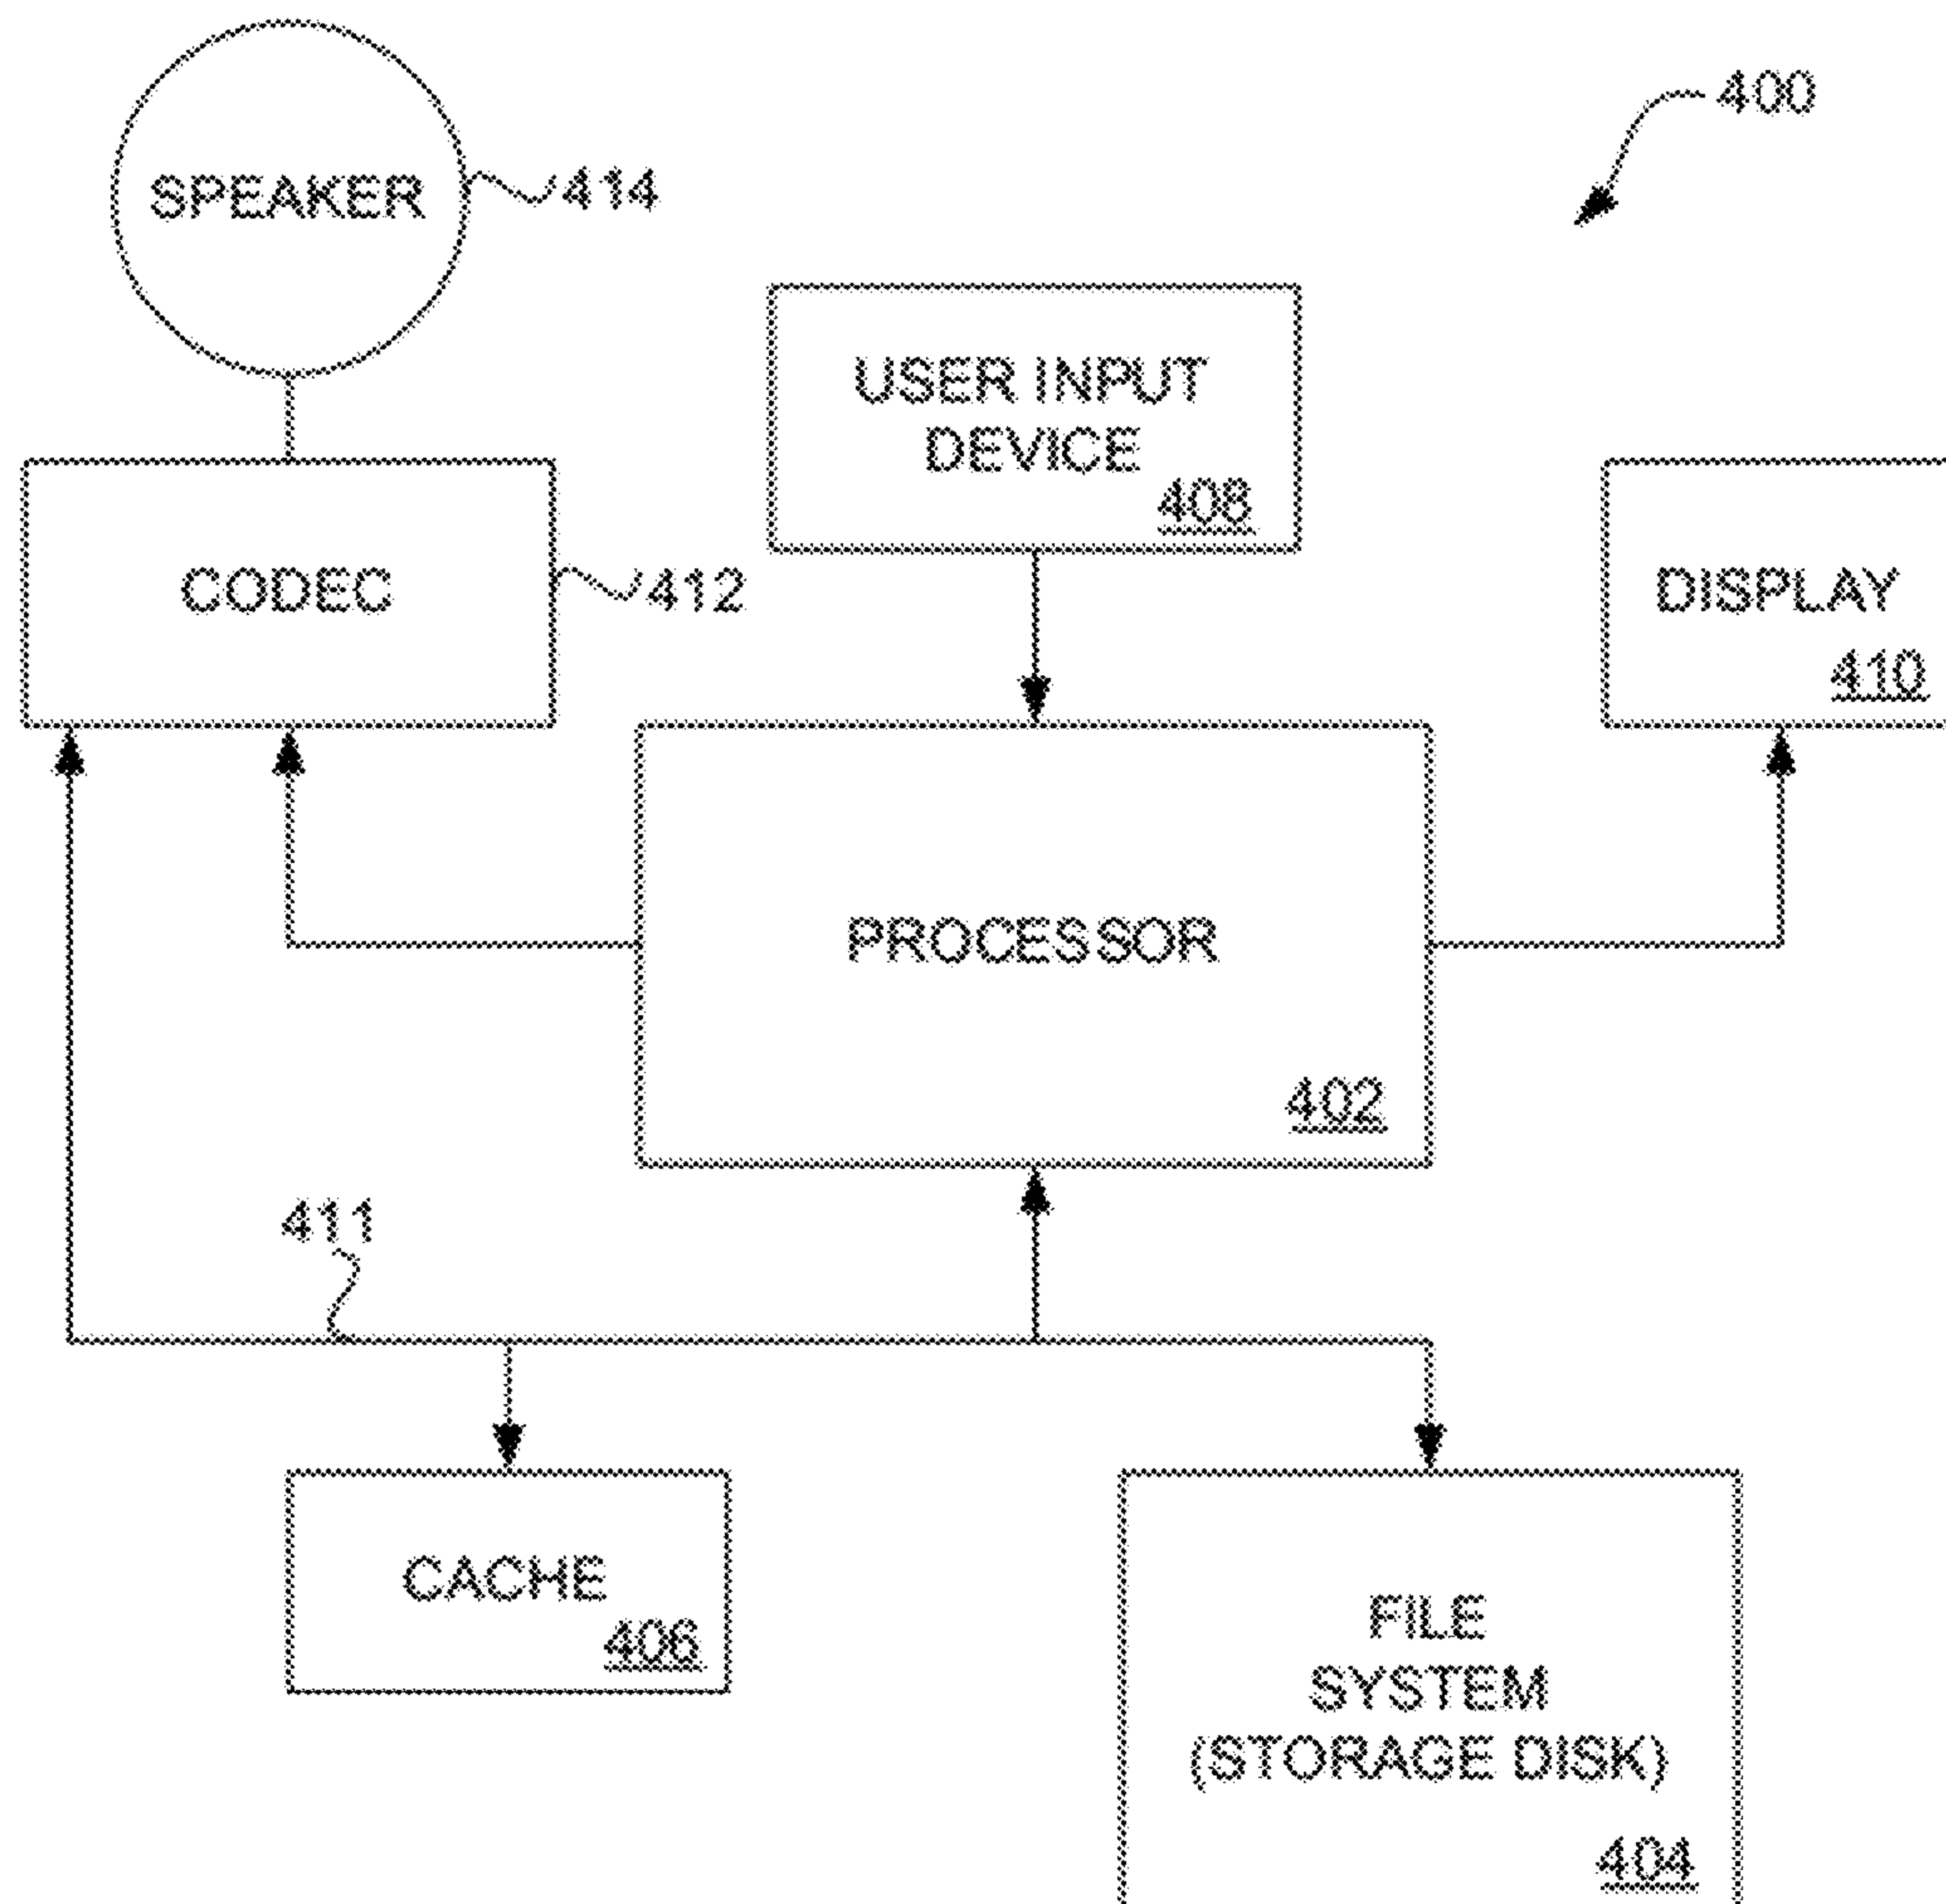 400
SPEAKER
414
USER INPUT
DEVICE
408
CODEC
412
DISPLAY
410
PROCESSOR
402
411
CACHE
406
FILE
SYSTEM
(STORAGE DISK)
404